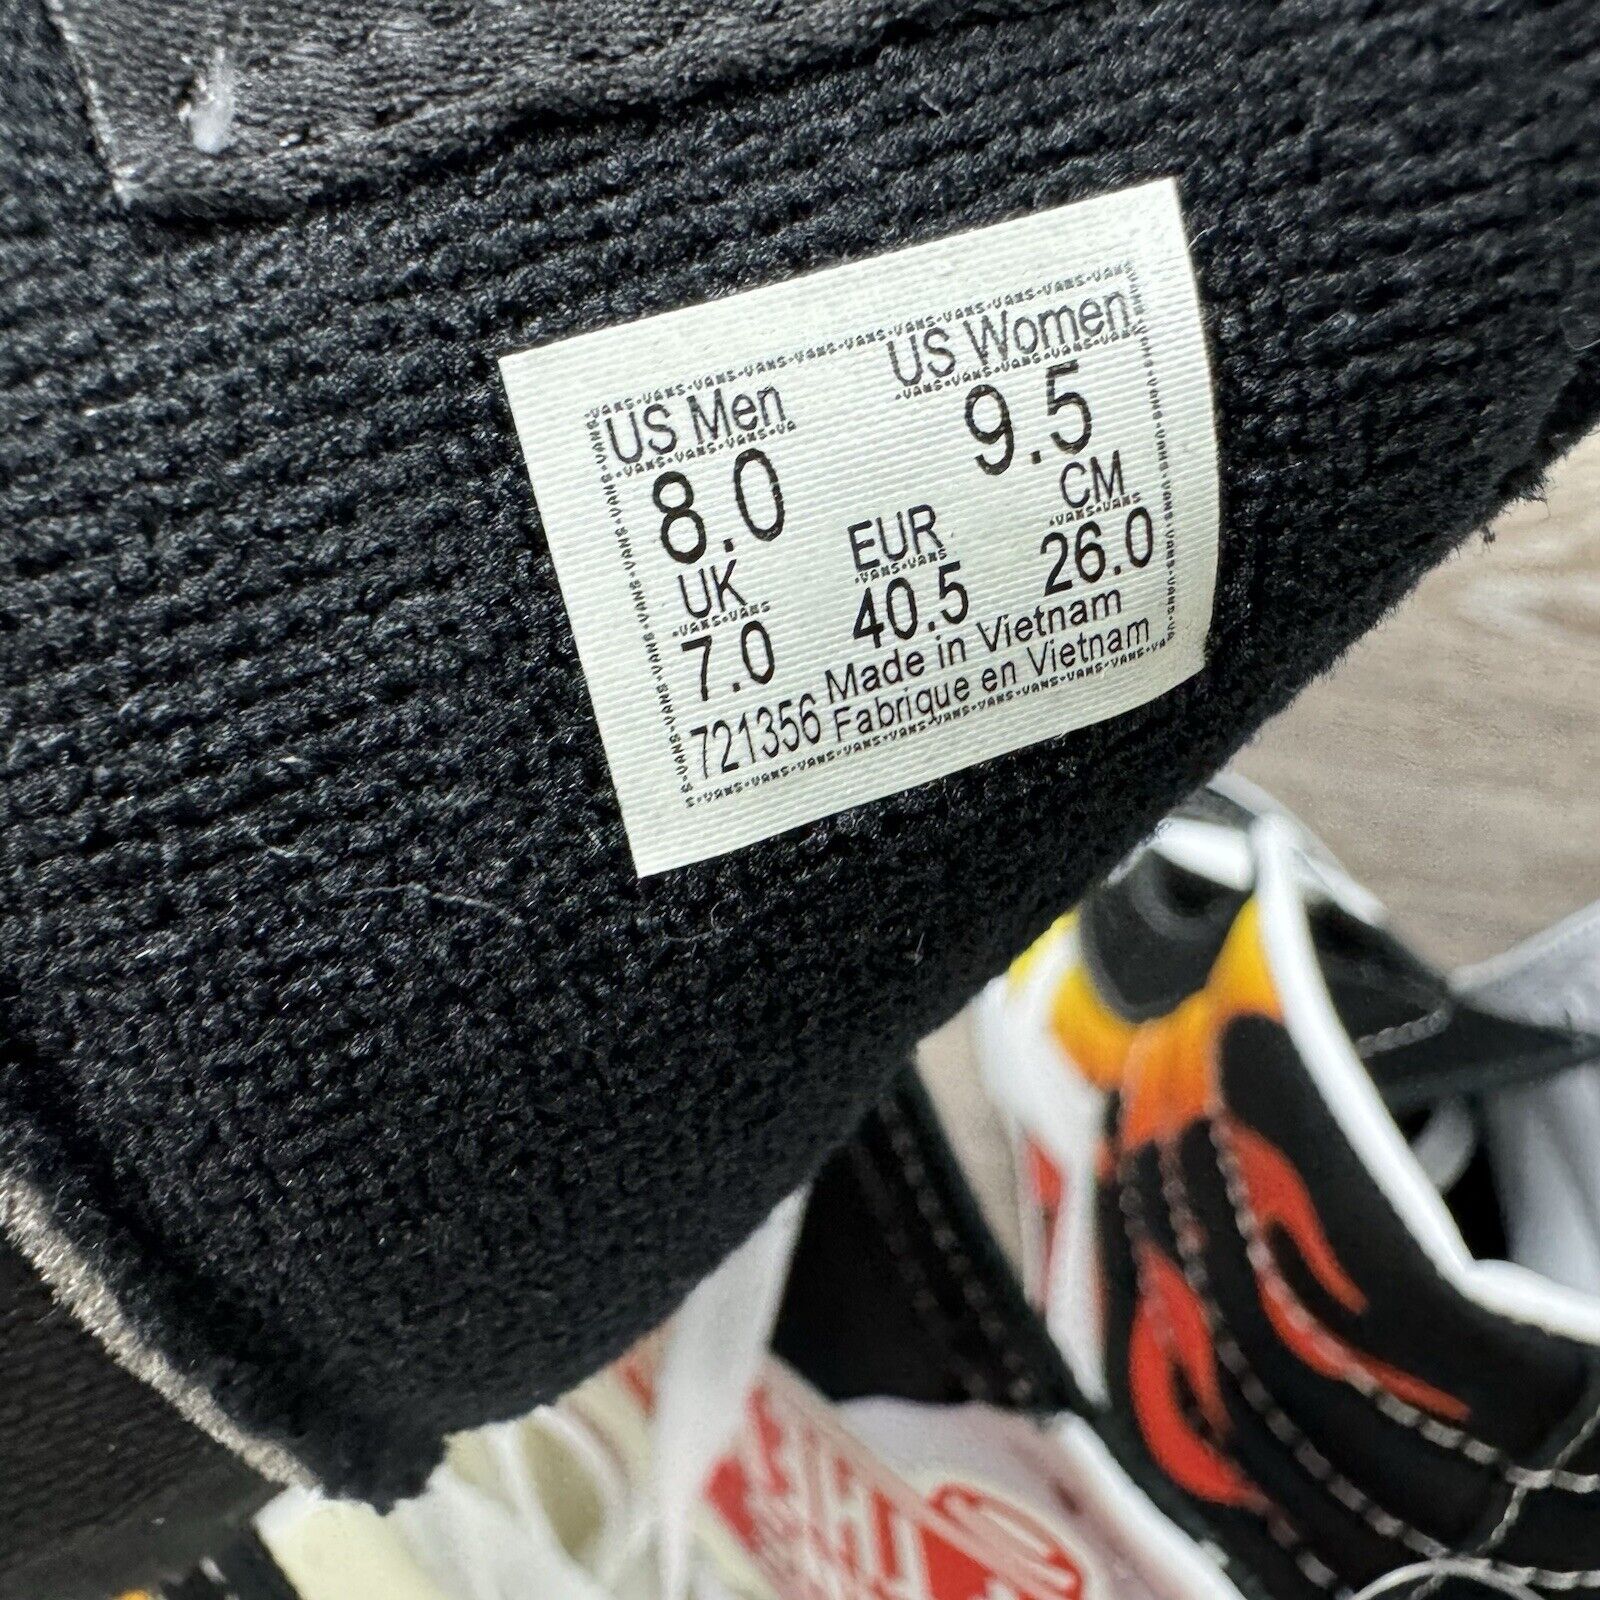 US Men US Women
8.0 9.5
UK EUR CM
7.0 40.5 26.0
721356 Made in Vietnam
Fabrique en Vietnam